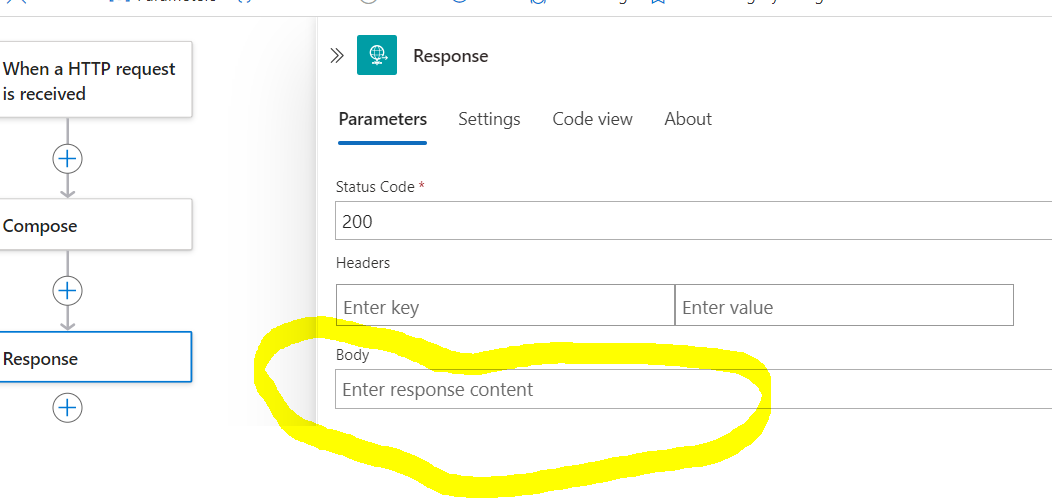 When a HTTP request
is received
Compose
Response
Response
Parameters Settings Code view About
Status Code *
200
Headers
Enter key Enter value
Body
Enter response content